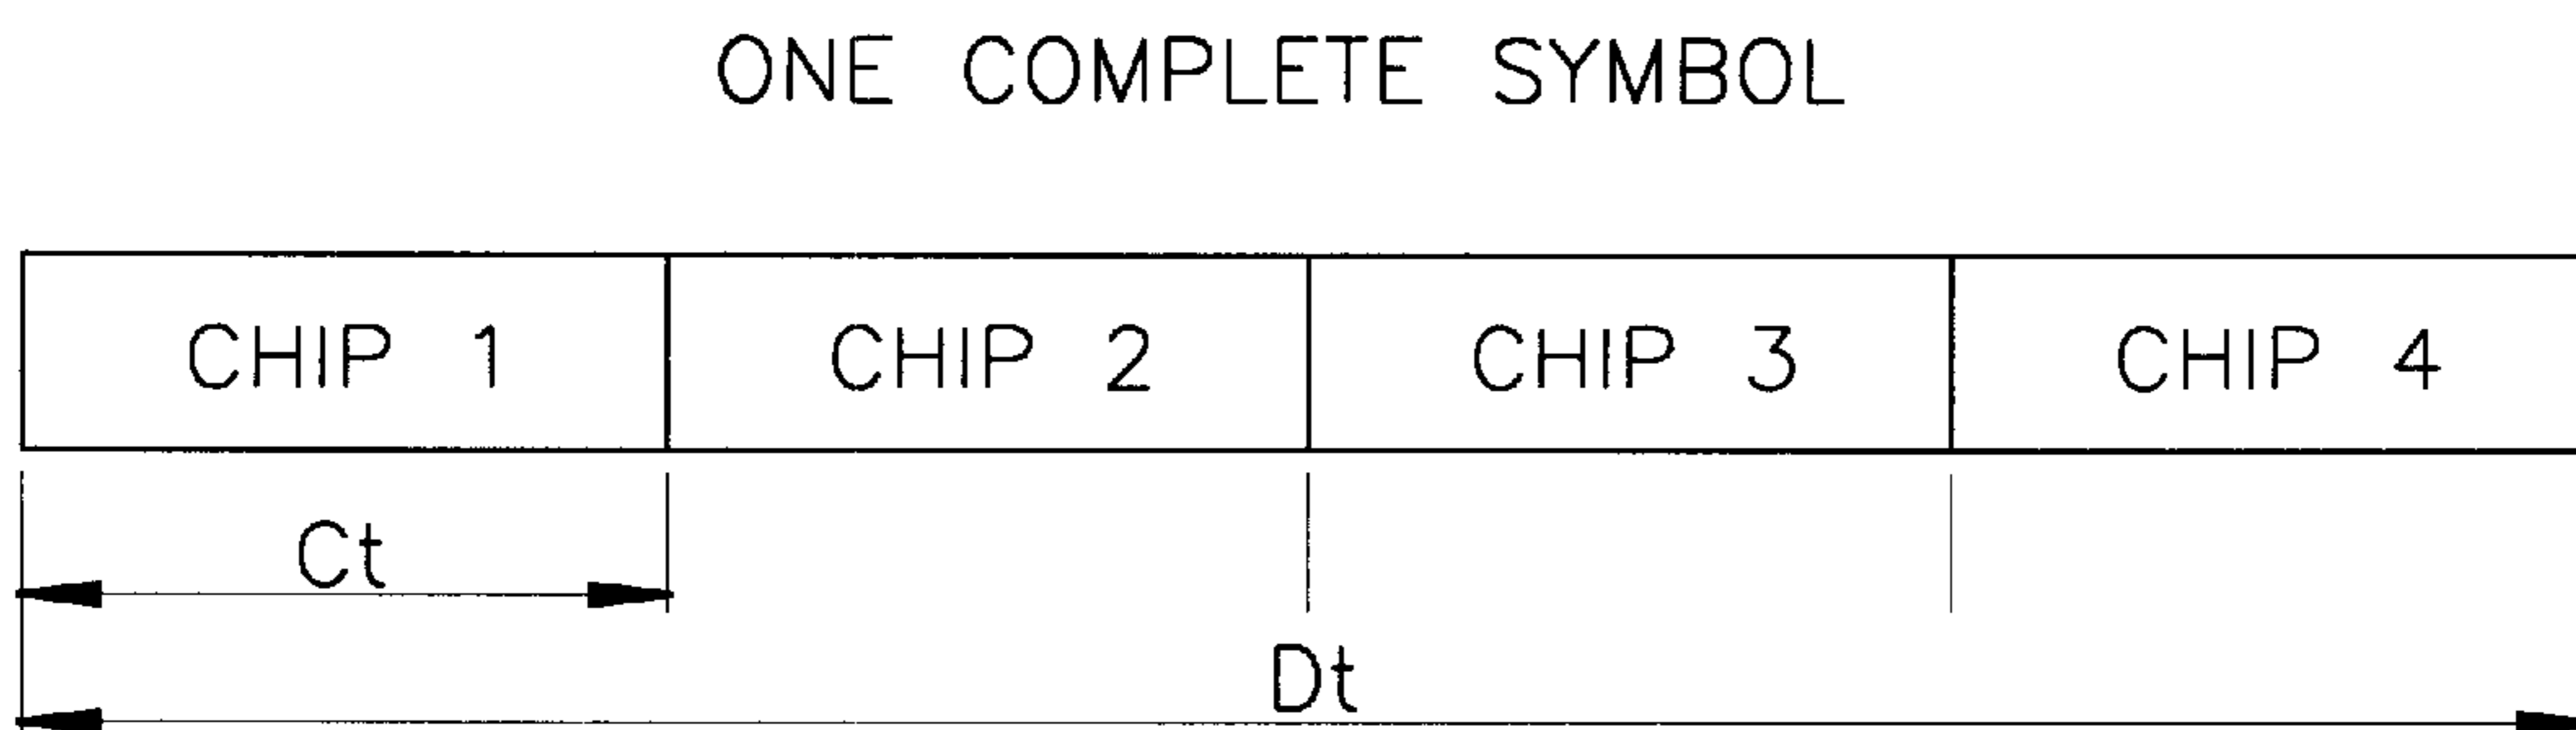 ONE COMPLETE SYMBOL
CHIP 1 CHIP 2 CHIP 3 CHIP 4
Ct
Dt